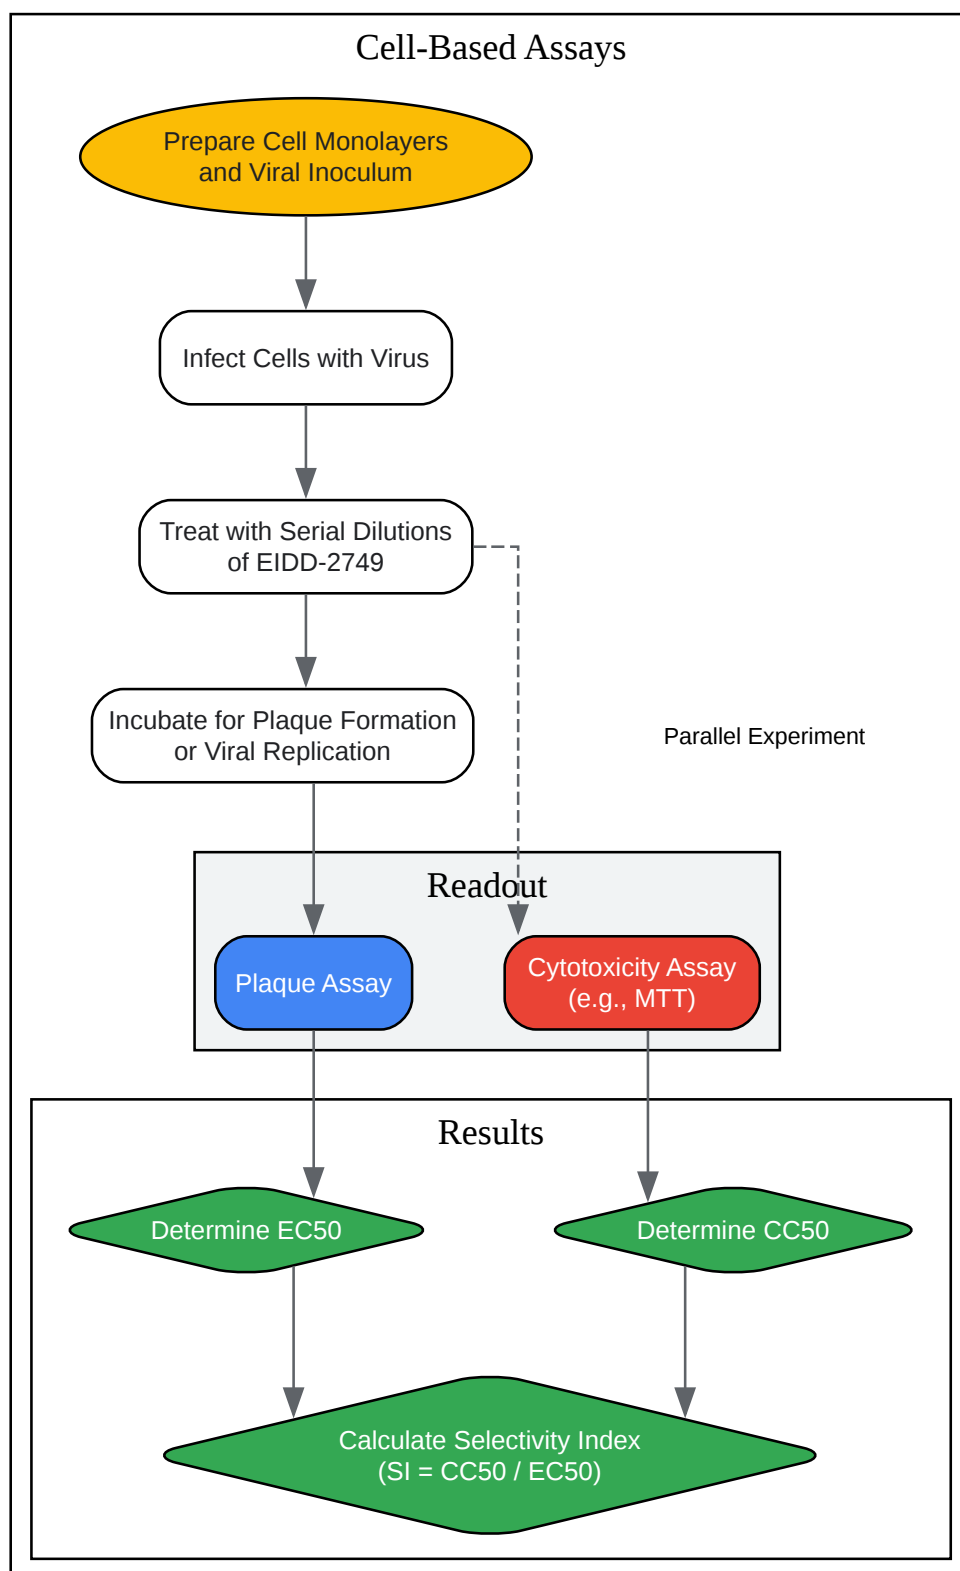 Cell-Based Assays
Prepare Cell Monolayers
and Viral Inoculum
Infect Cells with Virus
Treat with Serial Dilutions
of EIDD-2749
Incubate for Plaque Formation
or Viral Replication
Parallel Experiment
Readout
Plaque Assay
Cytotoxicity Assay
(e.g., MTT)
Results
Determine EC50
Determine CC50
Calculate Selectivity Index
(SI = CC50 / EC50)